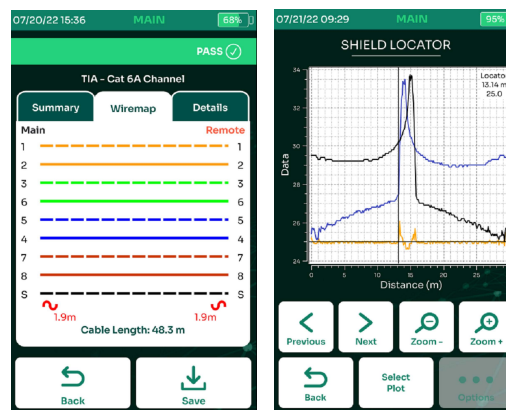 07/20/22 15:36 MAIN 68%
PASS
TIA - Cat 6A Channel
Summary Wiremap Details
Main Remote
1 1
2 2
3 3
6 6
5 5
4 4
7 7
8 8
S S
1.9m 1.9m
Cable Length: 48.3 m
Back Save
07/21/22 09:29 MAIN 95%
SHIELD LOCATOR
Locator
13.14 m
25.0
34
32
30
28
26
24
Data
0 5 10 15 20 25
Distance (m)
Previous Next Zoom - Zoom +
Back Select Plot Options